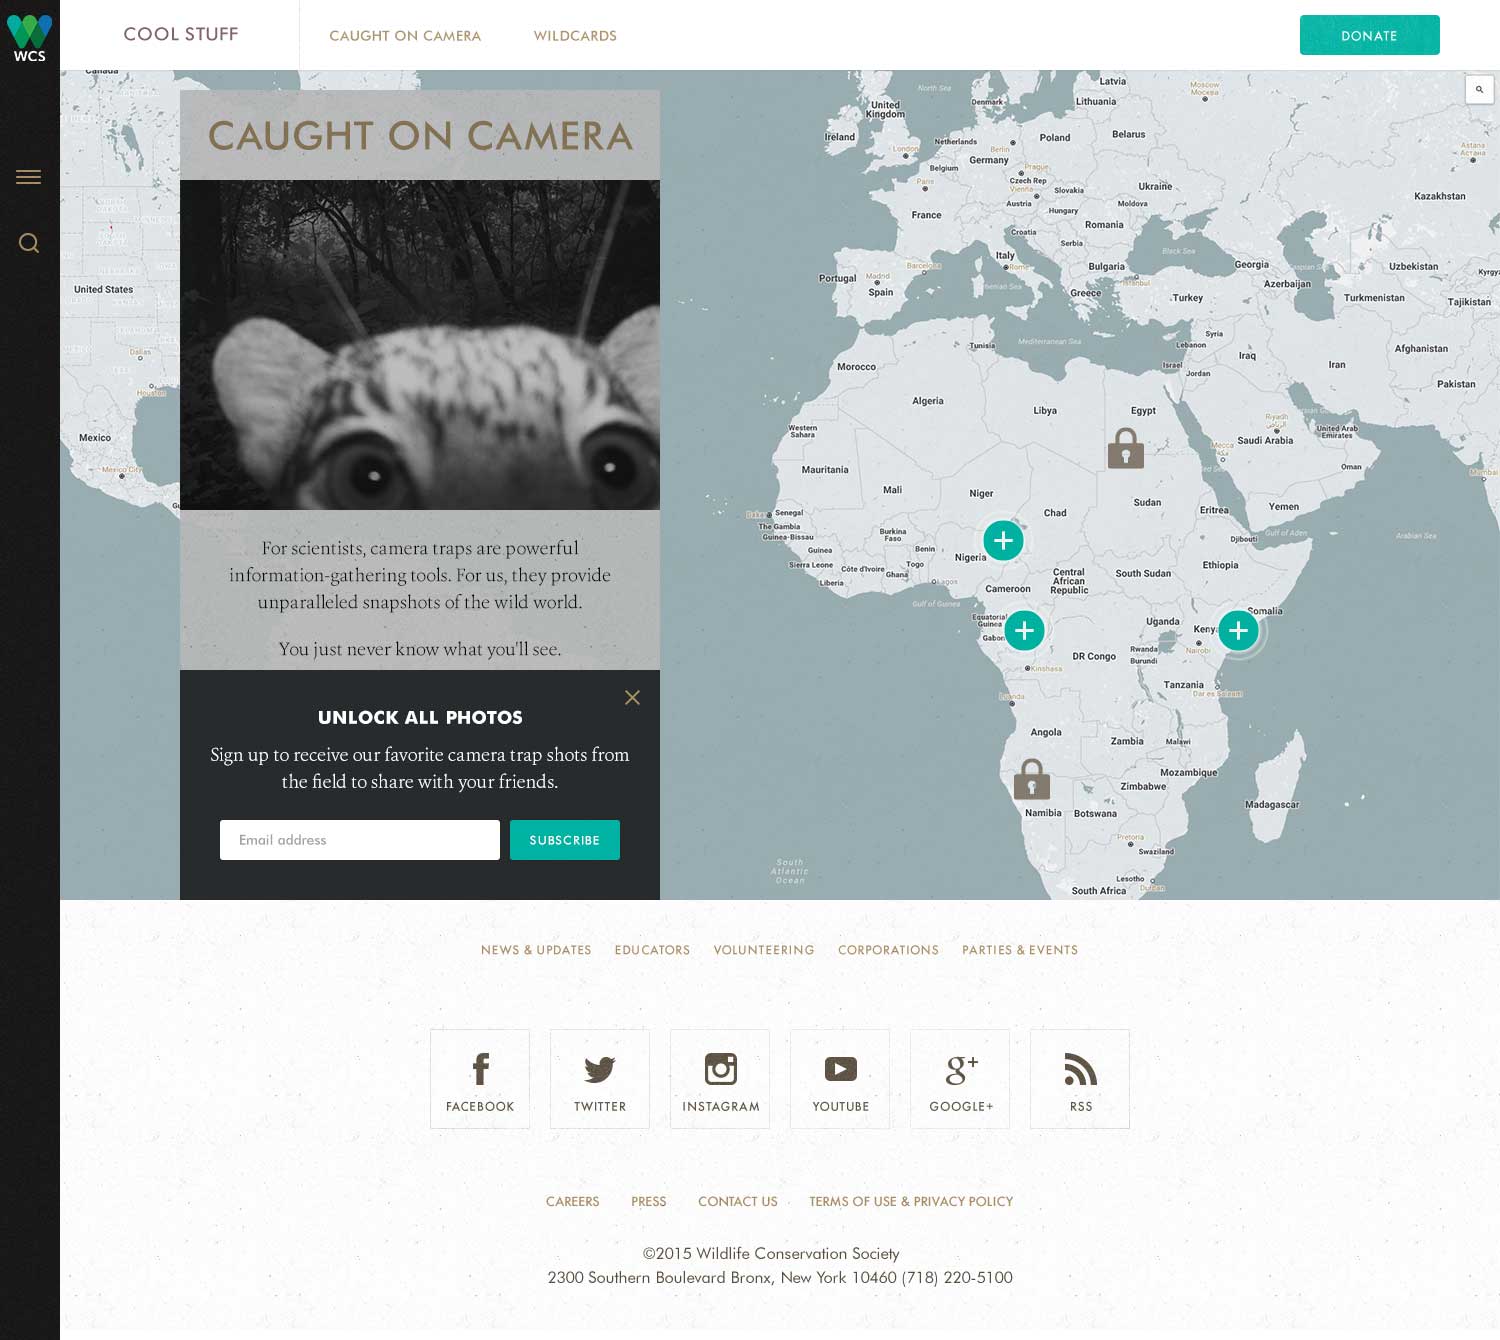 WCS
COOL STUFF
CAUGHT ON CAMERA
WILDCARDS
DONATE
CAUGHT ON CAMERA
For scientists, camera traps are powerful
information-gathering tools. For us, they provide
unparalleled snapshots of the wild world.
You just never know what you'll see.
UNLOCK ALL PHOTOS
Sign up to receive our favorite camera trap shots from
the field to share with your friends.
Email address
SUBSCRIBE
Canada
United States
Dallas
Houston
Mexico
Mexico City
North Sea
Latvia
Moscow
Москва
Denmark
Lithuania
United
Kingdom
Ireland
London
Netherlands
Berlin
Poland
Belarus
Astana
Астана
Belgium
Germany
Prague
Paris
Czech Rep
Vienna
Slovakia
Ukraine
Kazakhstan
Austria
Hungary
Moldova
France
Croatia
Romania
Serbia
Italy
Black Sea
Barcelona
Rome
Bulgaria
Georgia
Uzbekistan
Portugal
Madrid
Spain
Istanbul
Greece
Turkey
Azerbaijan
Turkmenistan
Tajikistan
Tunisia
Mediterranean Sea
Syria
Lebanon
Iraq
Iran
Afghanistan
Morocco
Israel
Jordan
Pakistan
Algeria
Libya
Egypt
Riyadh
الرياض
Western
Sahara
United Arab
Emirates
Mecca
مكة
Saudi Arabia
Mauritania
Oman
Mumbai
Mali
Niger
Chad
Sudan
Eritrea
Yemen
Dakar
Senegal
The Gambia
Guinea-Bissau
Burkina
Faso
Gulf of Aden
Arabian Sea
Djibouti
Guinea
Benin
Nigeria
Sierra Leone
Côte d'Ivoire
Togo
Ghana
Ethiopia
Liberia
Lagos
Cameroon
Central
African
Republic
South Sudan
Gulf of Guinea
Equatorial
Guinea
Gabon
Uganda
Kenya
Somalia
Nairobi
DR Congo
Rwanda
Burundi
Kinshasa
Tanzania
Dar es Salaam
Luanda
Angola
Zambia
Malawi
Mozambique
Zimbabwe
Namibia
Botswana
Madagascar
Pretoria
Swaziland
South
Atlantic
Ocean
Lesotho
Durban
South Africa
NEWS & UPDATES
EDUCATORS
VOLUNTEERING
CORPORATIONS
PARTIES & EVENTS
FACEBOOK
TWITTER
INSTAGRAM
YOUTUBE
g+
GOOGLE+
RSS
CAREERS
PRESS
CONTACT US
TERMS OF USE & PRIVACY POLICY
©2015 Wildlife Conservation Society
2300 Southern Boulevard Bronx, New York 10460 (718) 220-5100